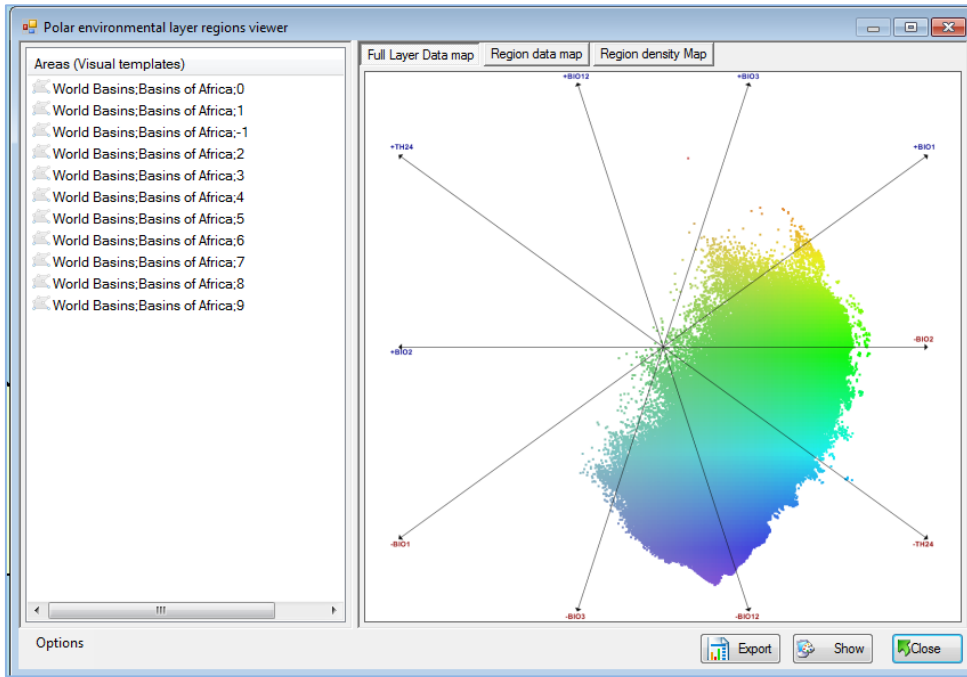 Polar environmental layer regions viewer
Areas (Visual templates)
World Basins;Basins of Africa;0
World Basins;Basins of Africa;1
World Basins;Basins of Africa;-1
World Basins;Basins of Africa;2
World Basins;Basins of Africa;3
World Basins;Basins of Africa;4
World Basins;Basins of Africa;5
World Basins;Basins of Africa;6
World Basins;Basins of Africa;7
World Basins;Basins of Africa;8
World Basins;Basins of Africa;9
Full Layer Data map Region data map Region density Map
+BIO12 +BIO3
+TH24 +BIO1
+BIO2 -BIO2
-BIO1 -TH24
-BIO3 -BIO12
Options
Export Show Close